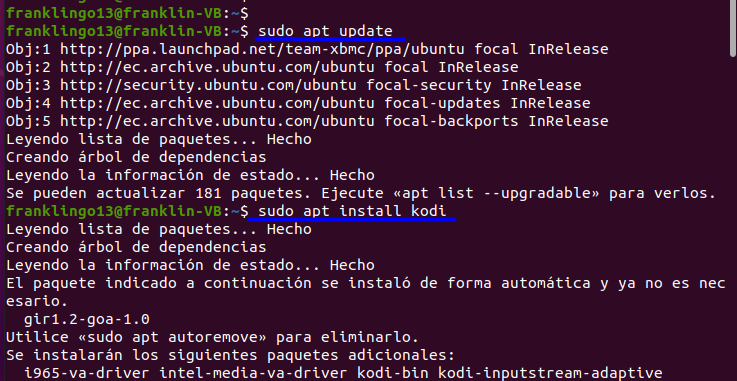 franklingo13@franklin-VB:~$
franklingo13@franklin-VB:~$ sudo apt update
Obj:1 http://ppa.launchpad.net/team-xbmc/ppa/ubuntu focal InRelease
Obj:2 http://ec.archive.ubuntu.com/ubuntu focal InRelease
Obj:3 http://security.ubuntu.com/ubuntu focal-security InRelease
Obj:4 http://ec.archive.ubuntu.com/ubuntu focal-updates InRelease
Obj:5 http://ec.archive.ubuntu.com/ubuntu focal-backports InRelease
Leyendo lista de paquetes... Hecho
Creando árbol de dependencias
Leyendo la información de estado... Hecho
Se pueden actualizar 181 paquetes. Ejecute «apt list --upgradable» para verlos.
franklingo13@franklin-VB:~$ sudo apt install kodi
Leyendo lista de paquetes... Hecho
Creando árbol de dependencias
Leyendo la información de estado... Hecho
El paquete indicado a continuación se instaló de forma automática y ya no es nec
esario.
  gir1.2-goa-1.0
Utilice «sudo apt autoremove» para eliminarlo.
Se instalarán los siguientes paquetes adicionales:
  i965-va-driver intel-media-va-driver kodi-bin kodi-inputstream-adaptive